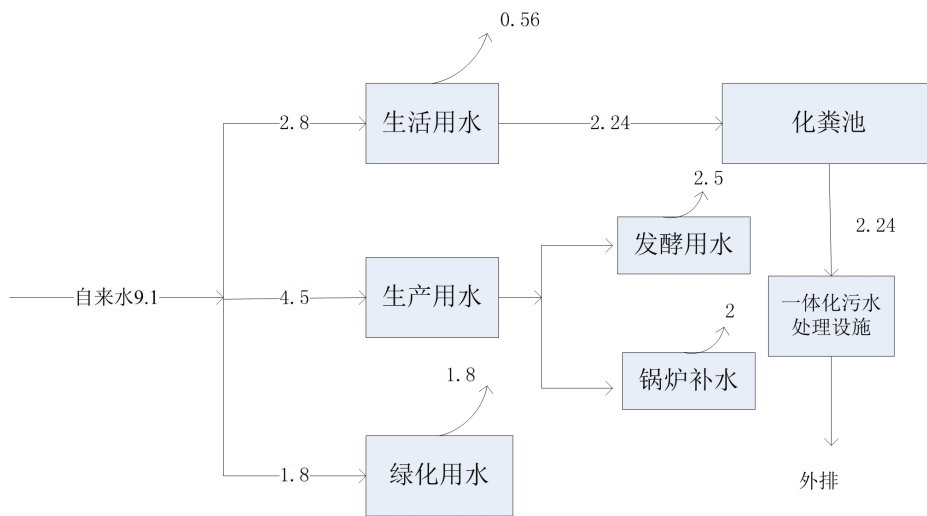 0.56
2.8
生活用水
2.24
化粪池
2.5
发酵用水
2.24
自来水9.1
4.5
生产用水
一体化污水
处理设施
2
锅炉补水
1.8
1.8
绿化用水
外排